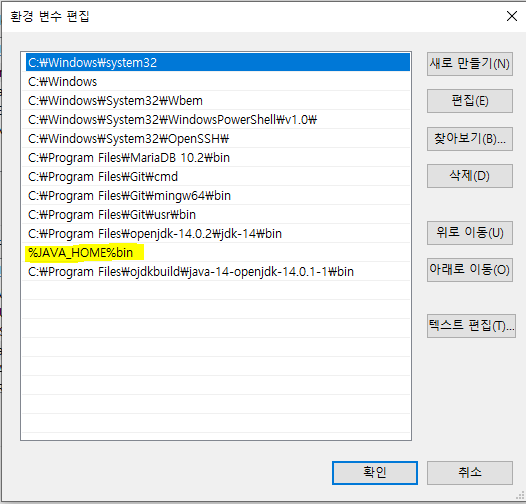 환경 변수 편집
C:₩Windows₩system32
C:₩Windows
C:₩Windows₩System32₩Wbem
C:₩Windows₩System32₩WindowsPowerShell₩v1.0₩
C:₩Windows₩System32₩OpenSSH₩
C:₩Program Files₩MariaDB 10.2₩bin
C:₩Program Files₩Git₩cmd
C:₩Program Files₩Git₩mingw64₩bin
C:₩Program Files₩Git₩usr₩bin
C:₩Program Files₩openjdk-14.0.2₩jdk-14₩bin
%JAVA_HOME%bin
C:₩Program Files₩ojdkbuild₩java-14-openjdk-14.0.1-1₩bin
새로 만들기(N)
편집(E)
찾아보기(B)...
삭제(D)
위로 이동(U)
아래로 이동(O)
텍스트 편집(T)...
확인
취소